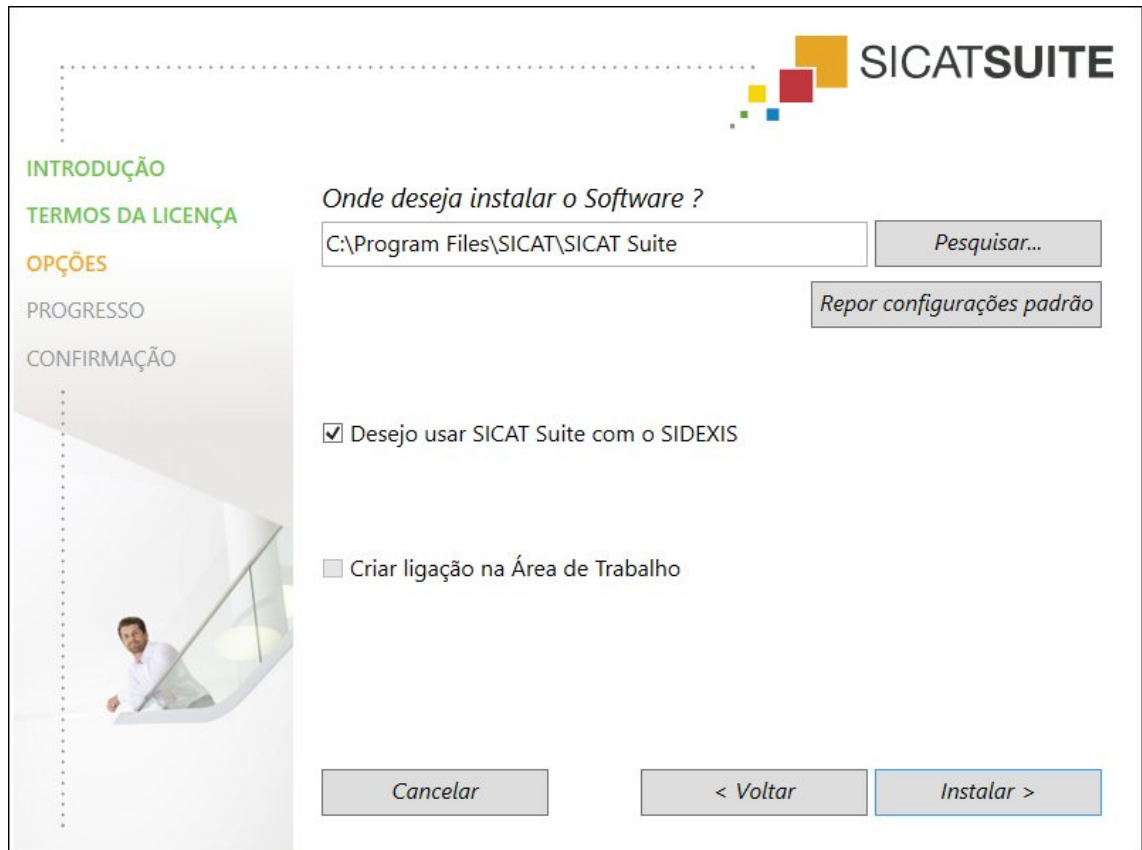 SICATSUITE
INTRODUÇÃO
TERMOS DA LICENÇA
OPÇÕES
PROGRESSO
CONFIRMAÇÃO
Onde deseja instalar o Software ?
C:\Program Files\SICAT\SICAT Suite
Pesquisar...
Repor configurações padrão
Desejo usar SICAT Suite com o SIDEXIS
Criar ligação na Área de Trabalho
Cancelar
< Voltar
Instalar >